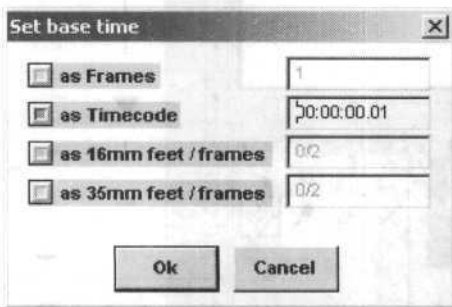 Set base time
as Frames
1
as Timecode
00:00:00.01
as 16mm feet / frames
0/2
as 35mm feet / frames
0/2
Ok
Cancel